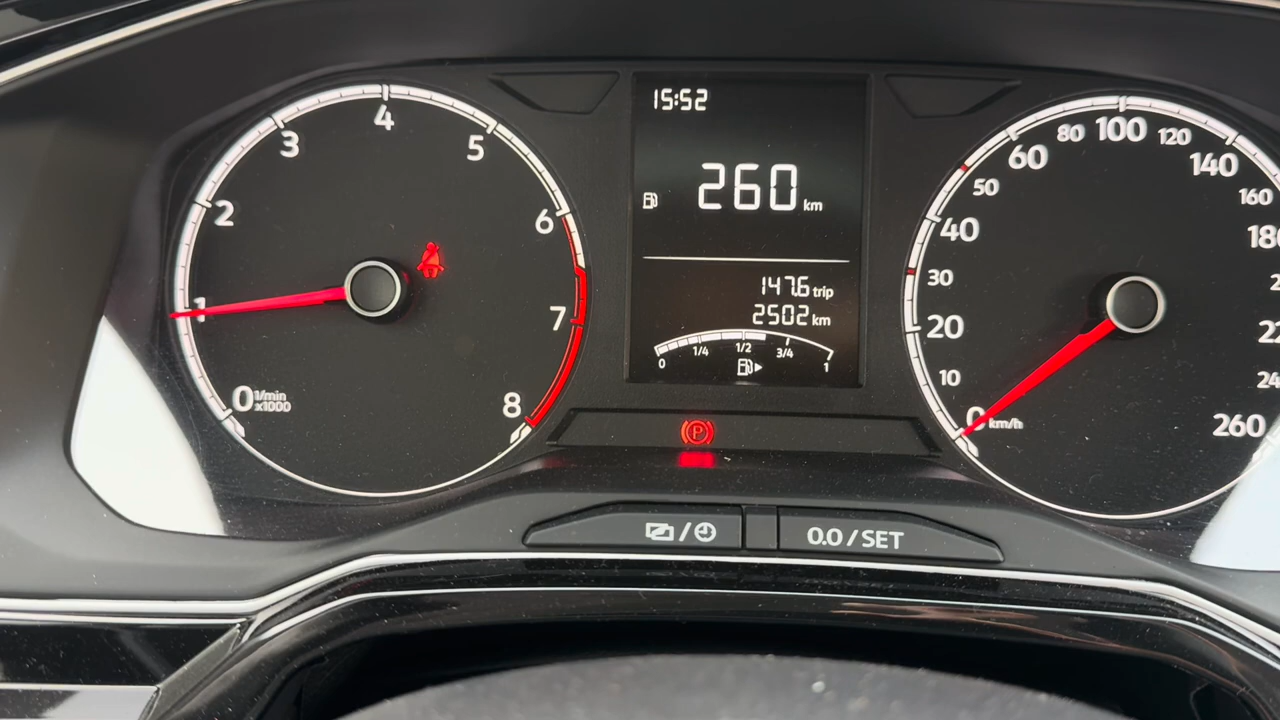 0
1/min
x1000
1
2
3
4
5
6
7
8
15:52
260 km
147.6 trip
2502 km
0 1/4 1/2 3/4 1
P
/
0.0 / SET
0 km/h
10
20
30
40
50
60
80
100
120
140
160
260